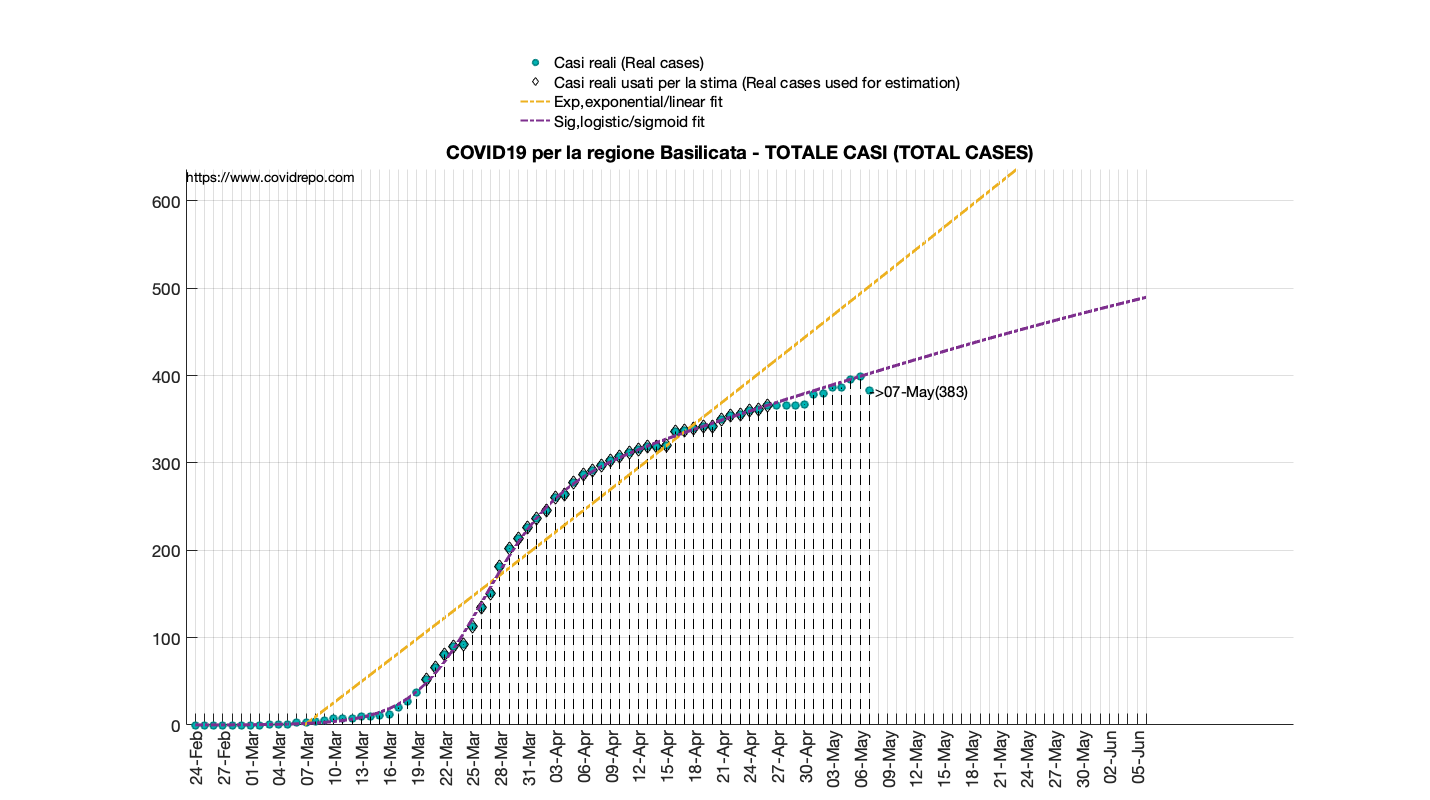 Casi reali (Real cases)
Casi reali usati per la stima (Real cases used for estimation)
Exp,exponential/linear fit
Sig,logistic/sigmoid fit
COVID19 per la regione Basilicata - TOTALE CASI (TOTAL CASES)
https://www.covidrepo.com
600
500
400
300
200
100
0
->07-May(383)
24-Feb
27-Feb
01-Mar
04-Mar
07-Mar
10-Mar
13-Mar
16-Mar
19-Mar
22-Mar
25-Mar
28-Mar
31-Mar
03-Apr
06-Apr
09-Apr
12-Apr
15-Apr
18-Apr
21-Apr
24-Apr
27-Apr
30-Apr
03-May
06-May
09-May
12-May
15-May
18-May
21-May
24-May
27-May
30-May
02-Jun
05-Jun